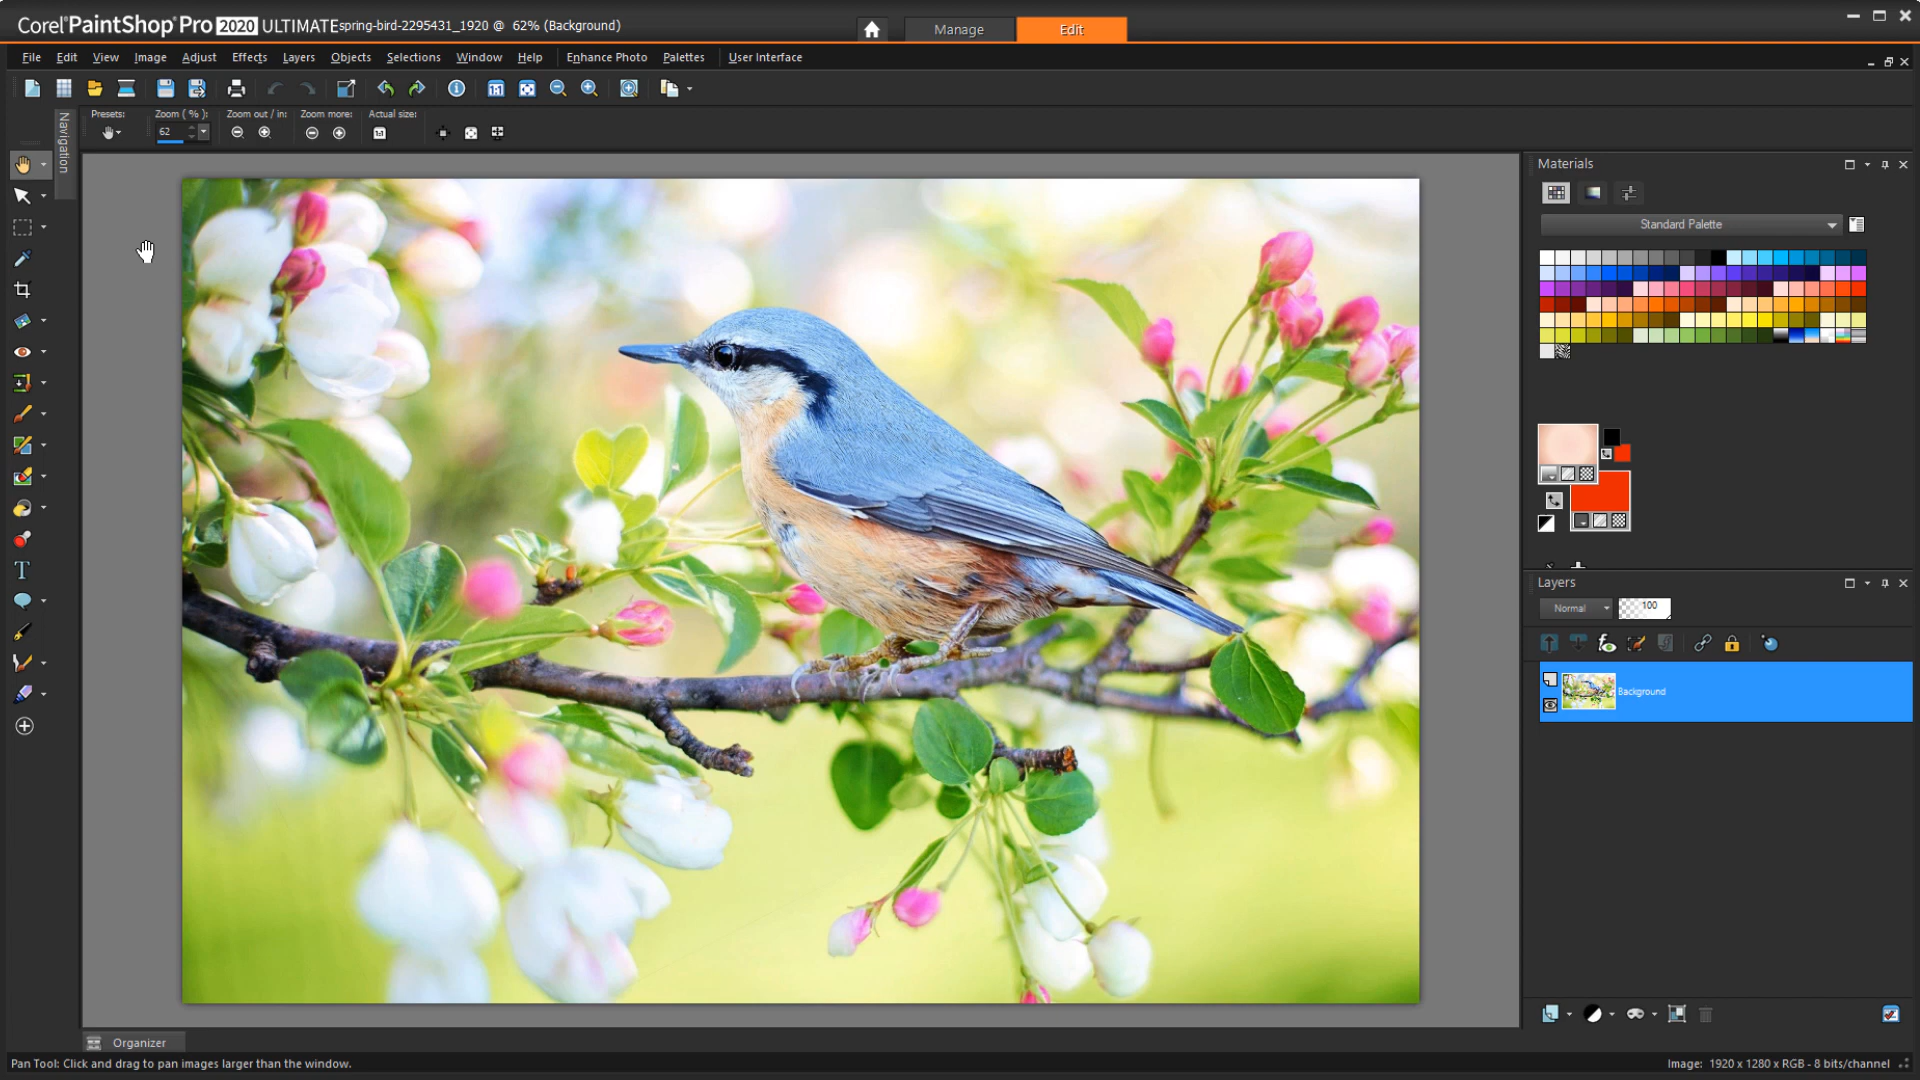 Corel® PaintShop® Pro 2020 ULTIMATE spring-bird-2295431_1920 @ 62% (Background)
Manage
Edit
File Edit View Image Adjust Effects Layers Objects Selections Window Help Enhance Photo Palettes User Interface
Presets: Zoom ( % ): Zoom out / in: Zoom more: Actual size:
62
Navigation
Materials
Standard Palette
Layers
Normal
100
Background
Organizer
Pan Tool: Click and drag to pan images larger than the window.
Image: 1920 x 1280 x RGB - 8 bits/channel